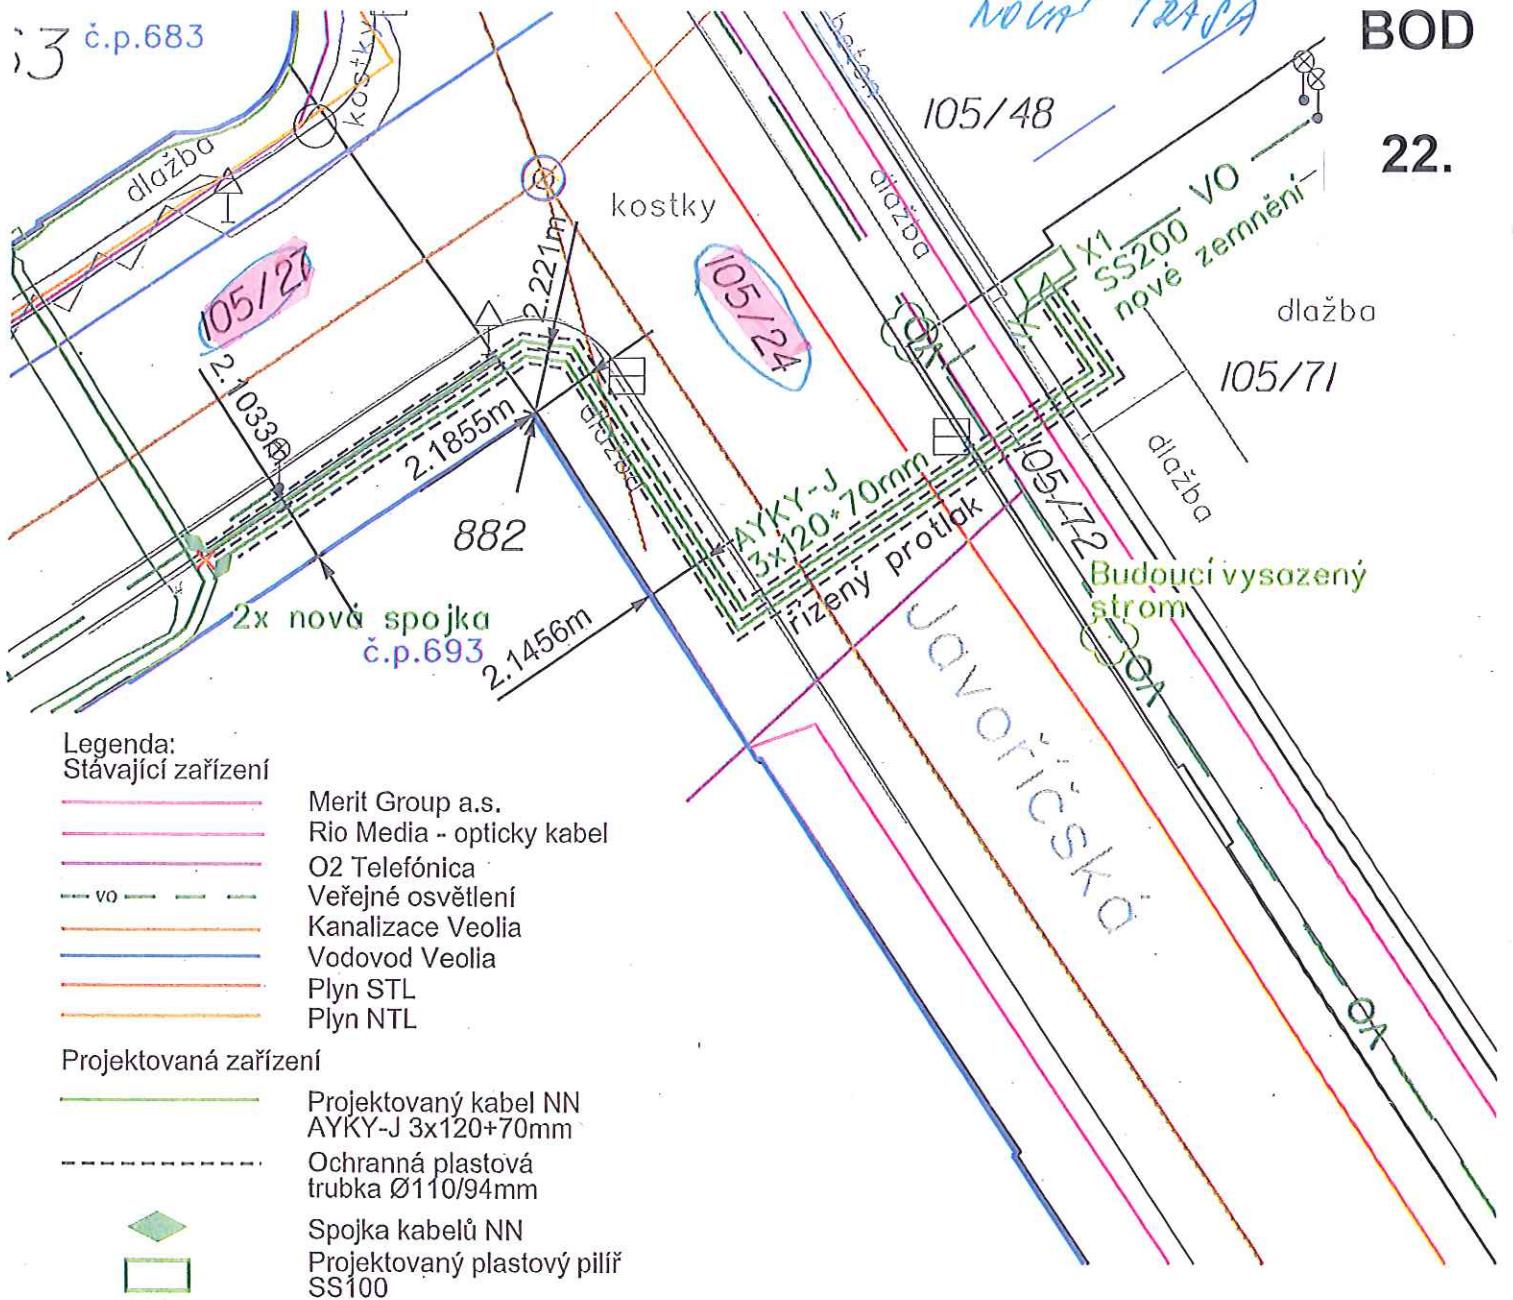 č.p.683
NOVÁ TRASA
BOD
22.
kostky
beton
105/48
dlažba
kostky
dlažba
VO
X1
SS200
nové zemnění
105/27
105/24
2.221m
dlažba
105/71
VO
2.1033m
2.1855m
dlažba
105/72
dlažba
882
AYKY-J
3x120+70mm
řízený protlak
Budoucí vysazený
strom
2x nová spojka
č.p.693
2.1456m
VO
Javoříčská
VO
Legenda:
Stávající zařízení
Merit Group a.s.
Rio Media - opticky kabel
O2 Telefónica
VO
Veřejné osvětlení
Kanalizace Veolia
Vodovod Veolia
Plyn STL
Plyn NTL
Projektovaná zařízení
Projektovaný kabel NN
AYKY-J 3x120+70mm
Ochranná plastová
trubka Ø110/94mm
Spojka kabelů NN
Projektovaný plastový pilíř
SS100